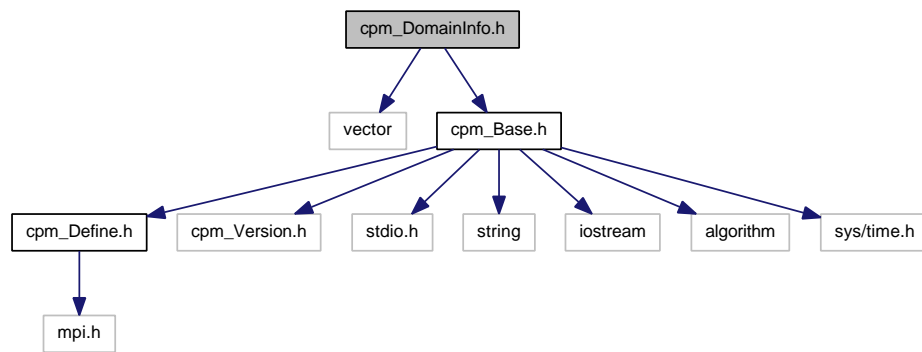 cpm_DomainInfo.h
vector
cpm_Base.h
cpm_Define.h
cpm_Version.h
stdio.h
string
iostream
algorithm
sys/time.h
mpi.h